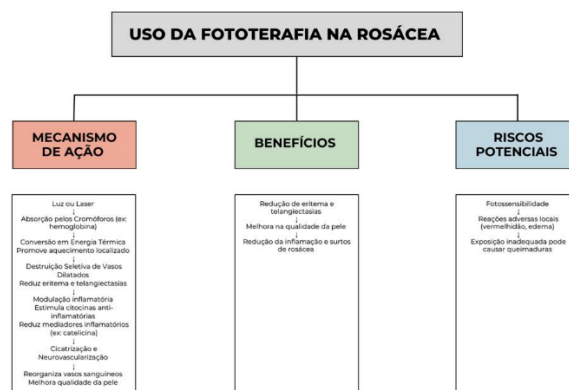 USO DA FOTOTERAFIA NA ROSÁCEA
MECANISMO
DE AÇÃO
Luz ou Laser
↓
Absorção pelos Cromóforos (ex:
hemoglobina)
↓
Conversão em Energia Térmica
Promove aquecimento localizado
↓
Destruição Seletiva de Vasos
Dilatados
Reduz eritema e telangiectasias
↓
Modulação inflamatória
Estimula citocinas anti-
inflamatórias
Reduz mediadores inflamatórios
(ex: catelicina)
↓
Cicatrização e
Neurovascularização
↓
Reorganiza vasos sanguíneos
Melhora qualidade da pele
BENEFÍCIOS
Redução de eritema e
telangiectasias
↓
Melhora na qualidade da pele
↓
Redução da inflamação e surtos
de rosácea
RISCOS
POTENCIAIS
Fotossensibilidade
↓
Reações adversas locais
(vermelhidão, edema)
↓
Exposição inadequada pode
causar queimaduras